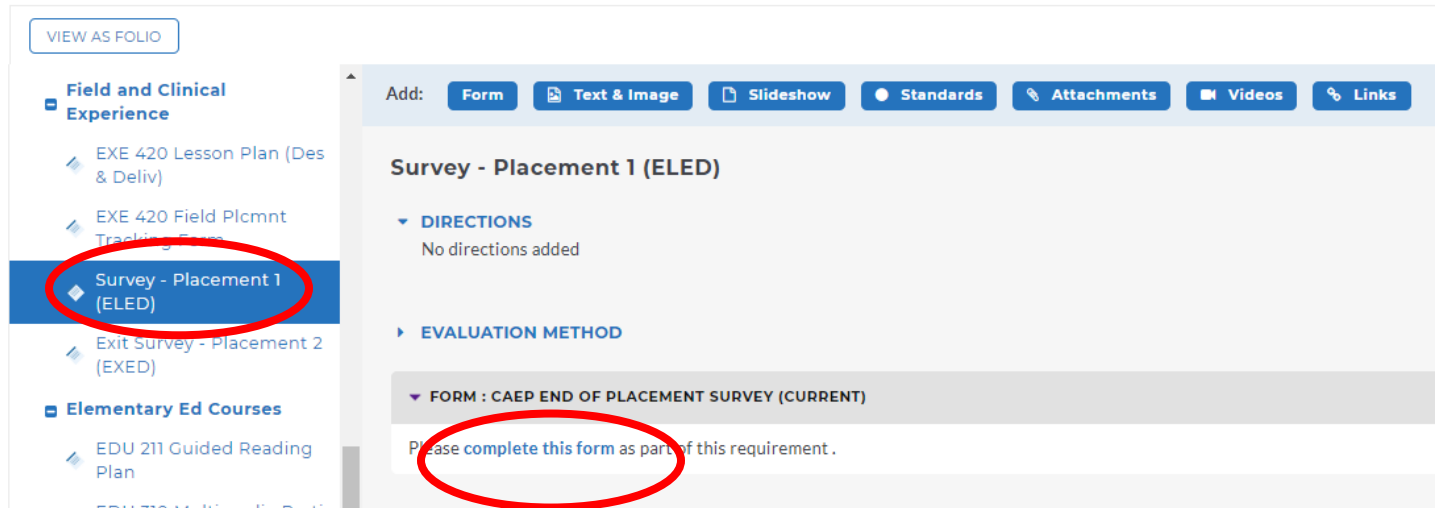 VIEW AS FOLIO
Field and Clinical
Experience
EXE 420 Lesson Plan (Des
& Deliv)
EXE 420 Field Plcmnt
Tracking Form
Survey - Placement 1
(ELED)
Exit Survey - Placement 2
(EXED)
Elementary Ed Courses
EDU 211 Guided Reading
Plan
Add: Form Text & Image Slideshow Standards Attachments Videos Links
Survey - Placement 1 (ELED)
DIRECTIONS
No directions added
EVALUATION METHOD
FORM : CAEP END OF PLACEMENT SURVEY (CURRENT)
Please complete this form as part of this requirement .